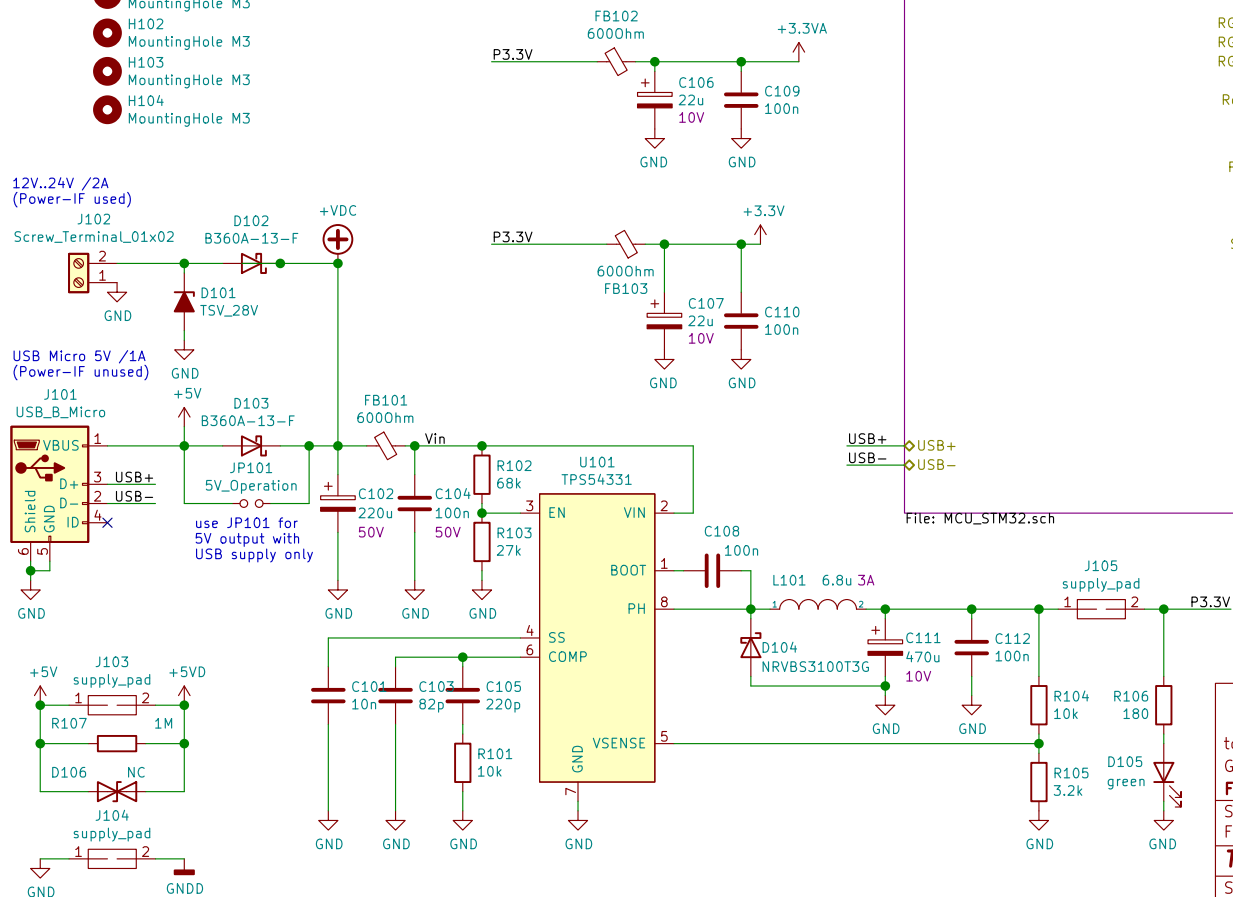 MountingHole M3
H102
MountingHole M3
H103
MountingHole M3
H104
MountingHole M3
FB102
600Ohm
P3.3V
+3.3VA
+
C106
22u
10V
C109
100n
GND
GND
12V..24V /2A
(Power-IF used)
J102
Screw_Terminal_01x02
2
1
GND
D102
B360A-13-F
+VDC
D101
TSV_28V
GND
P3.3V
+3.3V
600Ohm
FB103
+
C107
22u
10V
C110
100n
GND
GND
USB Micro 5V /1A
(Power-IF unused)
J101
USB_B_Micro
+5V
VBUS
1
D+
3
USB+
D-
2
USB-
ID
4
Shield
GND
6
5
GND
D103
B360A-13-F
JP101
5V_Operation
use JP101 for
5V output with
USB supply only
FB101
600Ohm
Vin
+
C102
220u
50V
C104
100n
50V
R102
68k
R103
27k
GND
GND
GND
U101
TPS54331
3
EN
VIN
2
BOOT
1
PH
8
4
SS
6
COMP
VSENSE
5
GND
7
GND
C108
100n
L101
6.8u
3A
1
2
D104
NRVBS3100T3G
+
C111
470u
10V
C112
100n
GND
GND
J105
supply_pad
1
2
P3.3V
R104
10k
R105
3.2k
GND
R106
180
D105
green
GND
C101
10n
C103
82p
C105
220p
R101
10k
GND
GND
GND
+5V
J103
supply_pad
+5VD
1
2
R107
1M
D106
NC
J104
supply_pad
1
2
GND
GNDD
USB+
USB+
USB-
USB-
File: MCU_STM32.sch